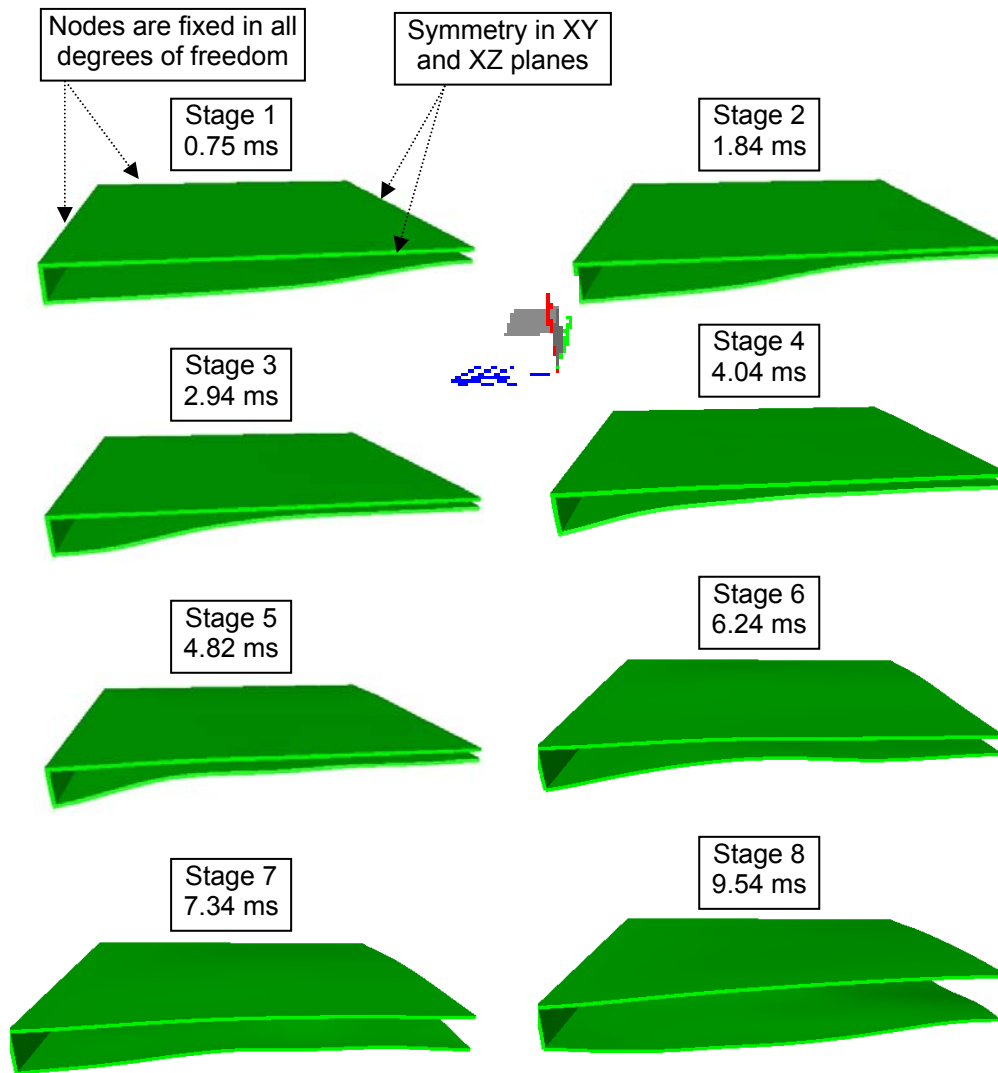 Nodes are fixed in all
degrees of freedom
Symmetry in XY
and XZ planes
Stage 1
0.75 ms
Stage 2
1.84 ms
Stage 3
2.94 ms
Stage 4
4.04 ms
Stage 5
4.82 ms
Stage 6
6.24 ms
Stage 7
7.34 ms
Stage 8
9.54 ms